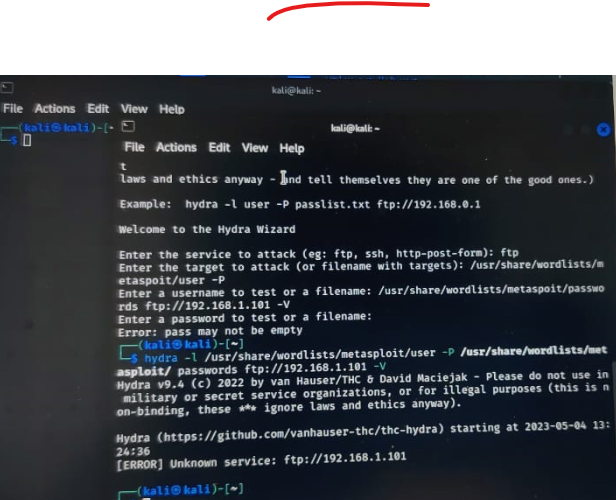 kali@kali: ~
File Actions Edit View Help
┌──(kali㉿kali)-[~
└─$
kali@kali: ~
File Actions Edit View Help
t
laws and ethics anyway - and tell themselves they are one of the good ones.)
Example: hydra -l user -P passlist.txt ftp://192.168.0.1
Welcome to the Hydra Wizard
Enter the service to attack (eg: ftp, ssh, http-post-form): ftp
Enter the target to attack (or filename with targets): /usr/share/wordlists/m
etaspoit/user -P
Enter a username to test or a filename: /usr/share/wordlists/metaspoit/passwo
rds ftp://192.168.1.101 -V
Enter a password to test or a filename:
Error: pass may not be empty
┌──(kali㉿kali)-[~]
└─$ hydra -l /usr/share/wordlists/metasploit/user -P /usr/share/wordlists/met
asploit/ passwords ftp://192.168.1.101 -V
Hydra v9.4 (c) 2022 by van Hauser/THC & David Maciejak - Please do not use in
military or secret service organizations, or for illegal purposes (this is n
on-binding, these *** ignore laws and ethics anyway).
Hydra (https://github.com/vanhauser-thc/thc-hydra) starting at 2023-05-04 13:
24:36
[ERROR] Unknown service: ftp://192.168.1.101
┌──(kali㉿kali)-[~]